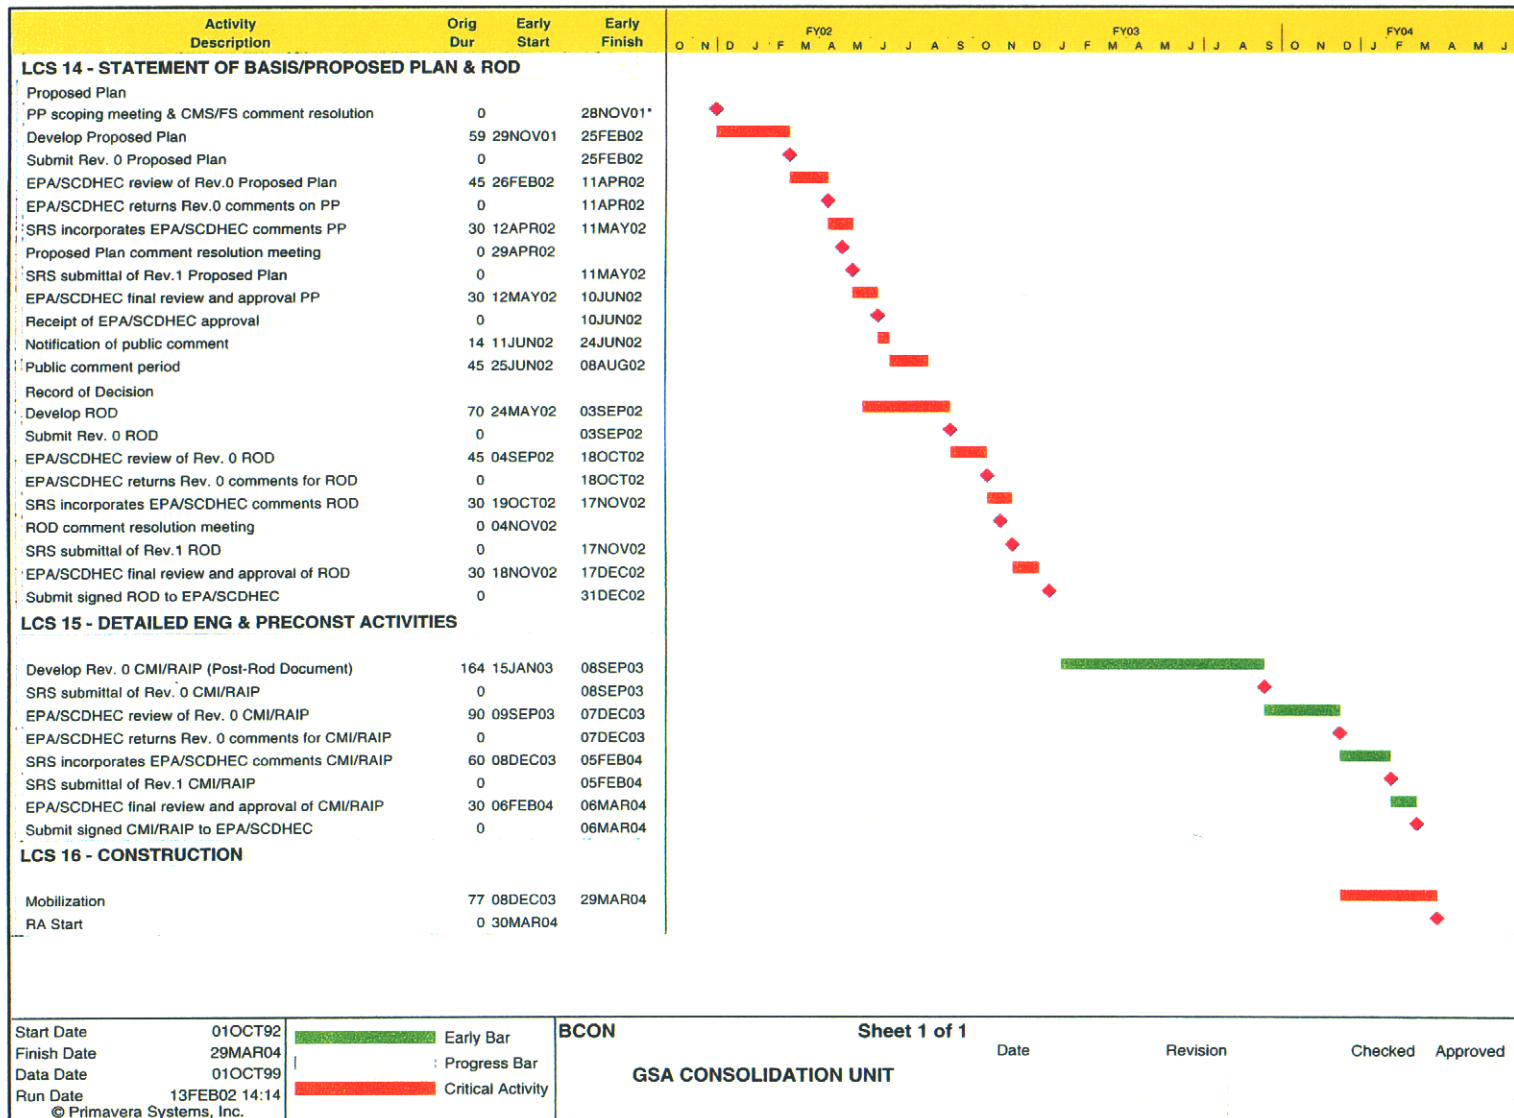 Activity Description Orig Dur Early Start Early Finish
FY02 FY03 FY04
O N D J F M A M J J A S O N D J F M A M J J A S O N D J F M A M J
LCS 14 - STATEMENT OF BASIS/PROPOSED PLAN & ROD
Proposed Plan
PP scoping meeting & CMS/FS comment resolution 0 28NOV01*
Develop Proposed Plan 59 29NOV01 25FEB02
Submit Rev. 0 Proposed Plan 0 25FEB02
EPA/SCDHEC review of Rev.0 Proposed Plan 45 26FEB02 11APR02
EPA/SCDHEC returns Rev.0 comments on PP 0 11APR02
SRS incorporates EPA/SCDHEC comments PP 30 12APR02 11MAY02
Proposed Plan comment resolution meeting 0 29APR02
SRS submittal of Rev.1 Proposed Plan 0 11MAY02
EPA/SCDHEC final review and approval PP 30 12MAY02 10JUN02
Receipt of EPA/SCDHEC approval 0 10JUN02
Notification of public comment 14 11JUN02 24JUN02
Public comment period 45 25JUN02 08AUG02
Record of Decision
Develop ROD 70 24MAY02 03SEP02
Submit Rev. 0 ROD 0 03SEP02
EPA/SCDHEC review of Rev. 0 ROD 45 04SEP02 18OCT02
EPA/SCDHEC returns Rev. 0 comments for ROD 0 18OCT02
SRS incorporates EPA/SCDHEC comments ROD 30 19OCT02 17NOV02
ROD comment resolution meeting 0 04NOV02
SRS submittal of Rev.1 ROD 0 17NOV02
EPA/SCDHEC final review and approval of ROD 30 18NOV02 17DEC02
Submit signed ROD to EPA/SCDHEC 0 31DEC02
LCS 15 - DETAILED ENG & PRECONST ACTIVITIES
Develop Rev. 0 CMI/RAIP (Post-Rod Document) 164 15JAN03 08SEP03
SRS submittal of Rev. 0 CMI/RAIP 0 08SEP03
EPA/SCDHEC review of Rev. 0 CMI/RAIP 90 09SEP03 07DEC03
EPA/SCDHEC returns Rev. 0 comments for CMI/RAIP 0 07DEC03
SRS incorporates EPA/SCDHEC comments CMI/RAIP 60 08DEC03 05FEB04
SRS submittal of Rev.1 CMI/RAIP 0 05FEB04
EPA/SCDHEC final review and approval of CMI/RAIP 30 06FEB04 06MAR04
Submit signed CMI/RAIP to EPA/SCDHEC 0 06MAR04
LCS 16 - CONSTRUCTION
Mobilization 77 08DEC03 29MAR04
RA Start 0 30MAR04
Start Date 01OCT92
Finish Date 29MAR04
Data Date 01OCT99
Run Date 13FEB02 14:14
© Primavera Systems, Inc.
Early Bar
Progress Bar
Critical Activity
BCON Sheet 1 of 1
GSA CONSOLIDATION UNIT
Date Revision Checked Approved